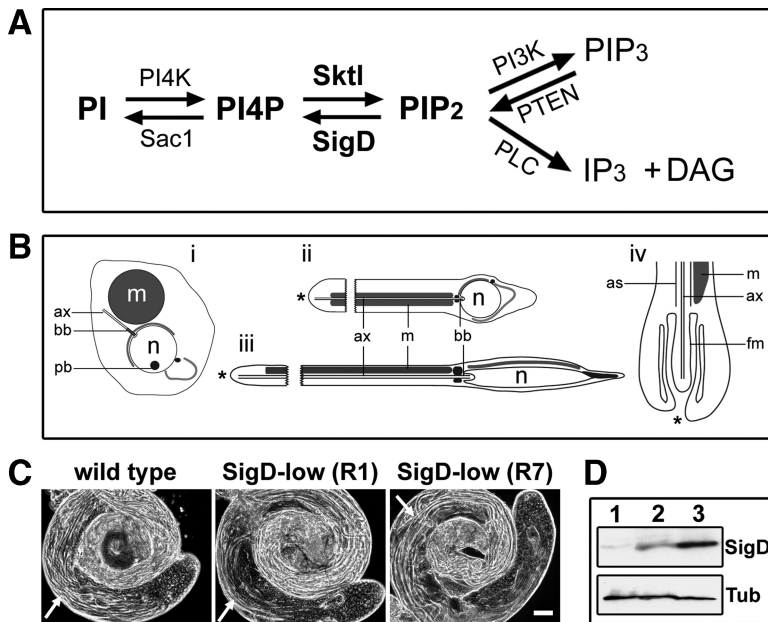 A
PI PI4K Sac1 PI4P Sktl SigD PIP2 PI3K PTEN PIP3
PLC IP3 + DAG
B
i
m
ax
bb
n
pb
ii
*
n
ax m bb
iii
*
n
iv
as
m
ax
fm
*
C
wild type SigD-low (R1) SigD-low (R7)
D
1 2 3
SigD
Tub